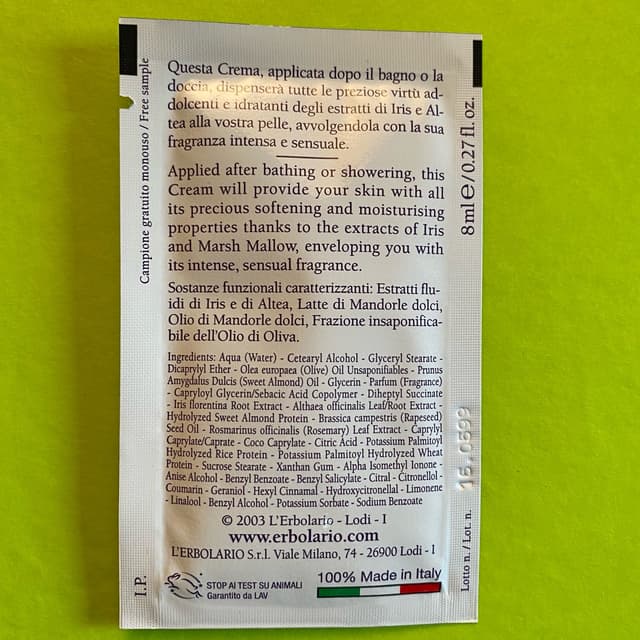 Questa Crema, applicata dopo il bagno o la
doccia, dispenserà tutte le preziose virtù ad-
dolcenti e idratanti degli estratti di Iris e Al-
tea alla vostra pelle, avvolgendola con la sua
fragranza intensa e sensuale.
Applied after bathing or showering, this
Cream will provide your skin with all
its precious softening and moisturising
properties thanks to the extracts of Iris
and Marsh Mallow, enveloping you with
its intense, sensual fragrance.
Sostanze funzionali caratterizzanti: Estratti flu-
idi di Iris e di Altea, Latte di Mandorle dolci,
Olio di Mandorle dolci, Frazione insaponifica-
bile dell'Olio di Oliva.
Ingredients: Aqua (Water) - Cetearyl Alcohol - Glyceryl Stearate -
Dicaprylyl Ether - Olea europaea (Olive) Oil Unsaponifiables - Prunus
Amygdalus Dulcis (Sweet Almond) Oil - Glycerin - Parfum (Fragrance)
- Capryloyl Glycerin/Sebacic Acid Copolymer - Diheptyl Succinate
- Iris florentina Root Extract - Althaea officinalis Leaf/Root Extract -
Hydrolyzed Sweet Almond Protein - Brassica campestris (Rapeseed)
Seed Oil - Rosmarinus officinalis (Rosemary) Leaf Extract - Caprylyl
Caprylate/Caprate - Coco Caprylate - Citric Acid - Potassium Palmitoyl
Hydrolyzed Rice Protein - Potassium Palmitoyl Hydrolyzed Wheat
Protein - Sucrose Stearate - Xanthan Gum - Alpha Isomethyl Ionone -
Anise Alcohol - Benzyl Benzoate - Benzyl Salicylate - Citral - Citronellol -
Coumarin - Geraniol - Hexyl Cinnamal - Hydroxycitronellal - Limonene
- Linalool - Benzyl Alcohol - Potassium Sorbate - Sodium Benzoate
© 2003 L'Erbolario - Lodi - I
www.erbolario.com
L'ERBOLARIO S.r.l. Viale Milano, 74 - 26900 Lodi - I
STOP AI TEST SU ANIMALI
Garantito da LAV
100% Made in Italy
Campione gratuito monouso / Free sample
I.P.
8 ml e / 0.27 fl. oz.
Lotto n. / Lot. n.
16.0599